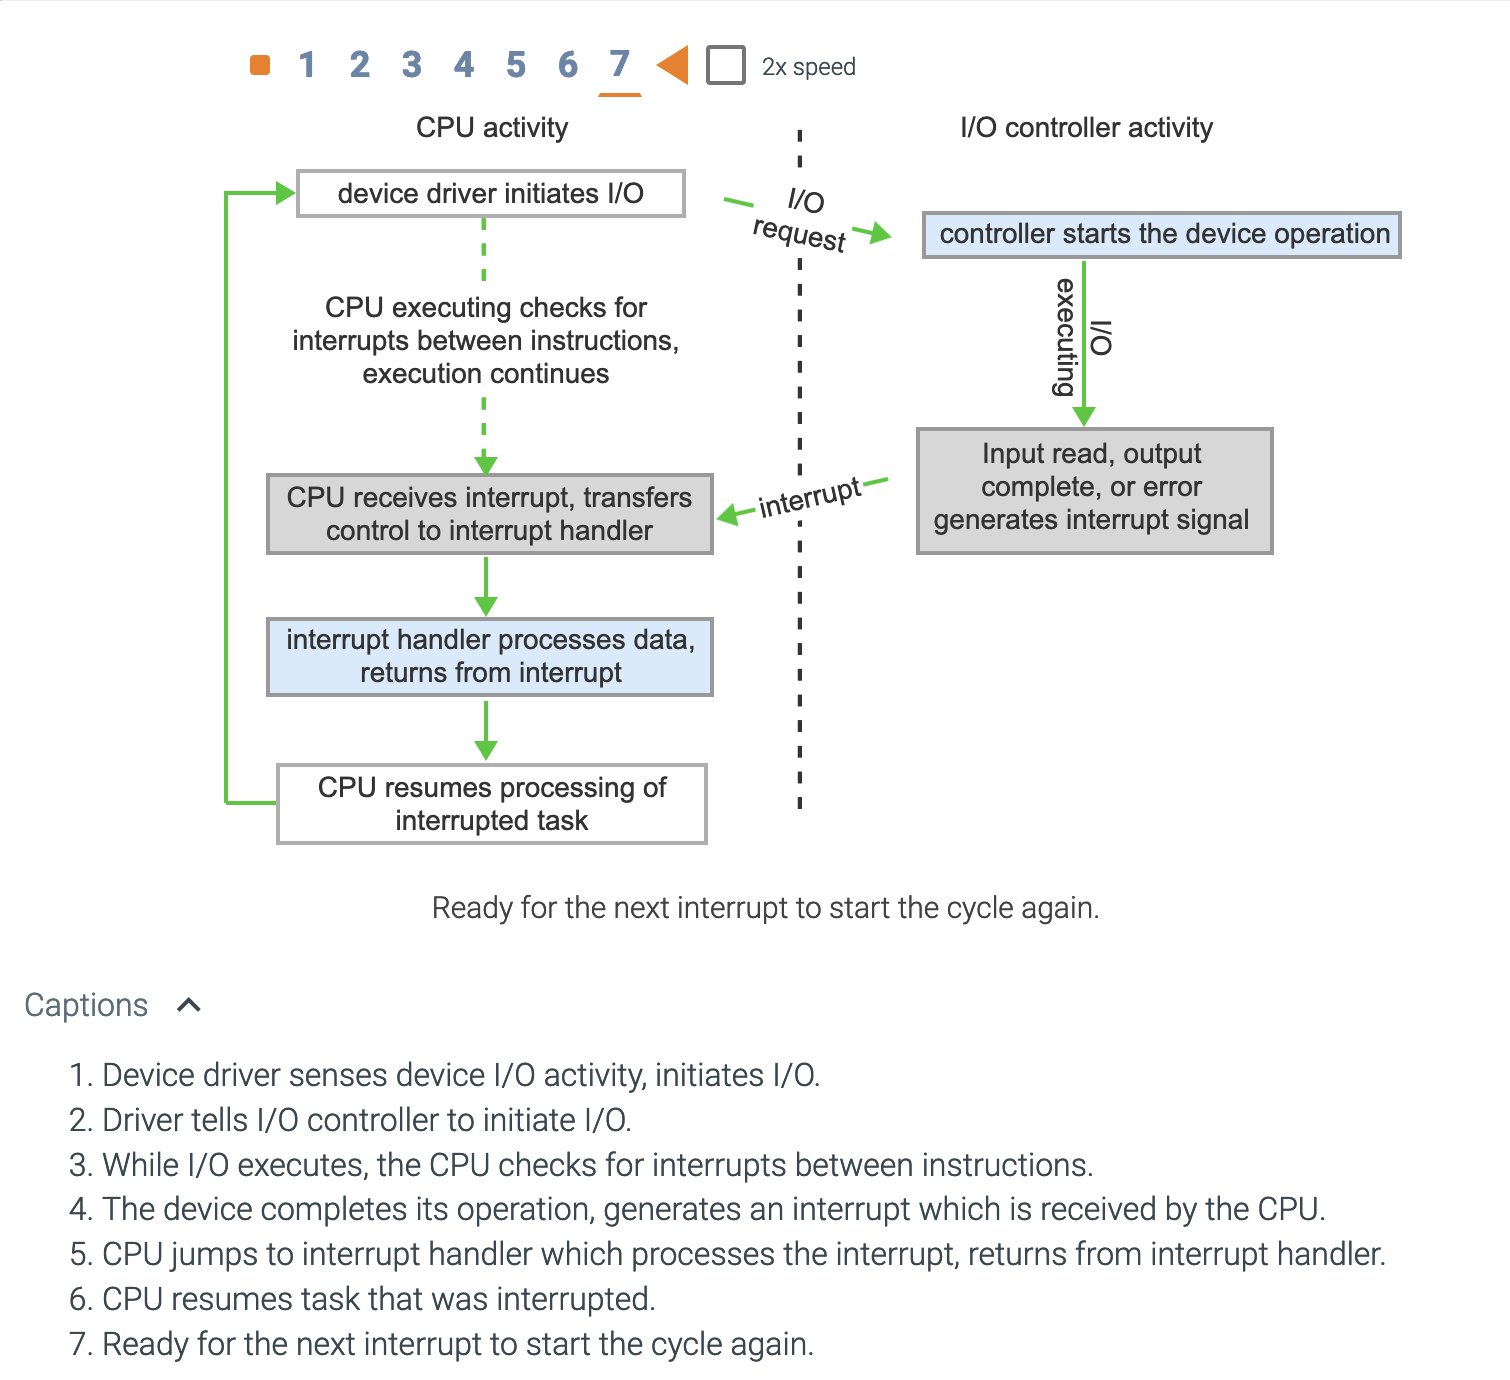 1 2 3 4 5 6 7 2x speed
CPU activity
I/O controller activity
device driver initiates I/O
I/O
request
controller starts the device operation
CPU executing checks for
interrupts between instructions,
execution continues
I/O
executing
CPU receives interrupt, transfers
control to interrupt handler
interrupt
Input read, output
complete, or error
generates interrupt signal
interrupt handler processes data,
returns from interrupt
CPU resumes processing of
interrupted task
Ready for the next interrupt to start the cycle again.
Captions
1. Device driver senses device I/O activity, initiates I/O.
2. Driver tells I/O controller to initiate I/O.
3. While I/O executes, the CPU checks for interrupts between instructions.
4. The device completes its operation, generates an interrupt which is received by the CPU.
5. CPU jumps to interrupt handler which processes the interrupt, returns from interrupt handler.
6. CPU resumes task that was interrupted.
7. Ready for the next interrupt to start the cycle again.